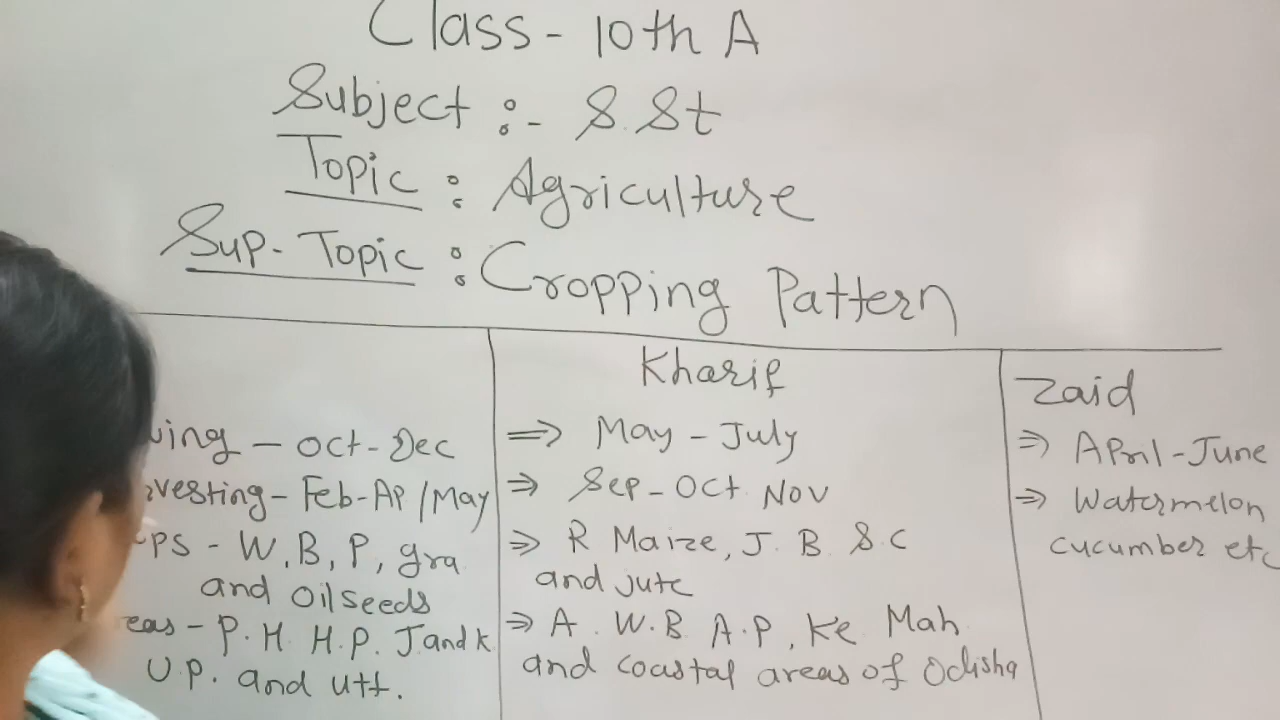 Class - 10th A
Subject :- S. St
Topic : Agriculture
Sup- Topic : Cropping Pattern
wing - Oct-Dec
vesting - Feb-Ap/May
ps - W, B, P, gra
and oilseeds
eas - P. H. H.P. J and K
U.P. and utt.
Kharif
⇒ May - July
⇒ Sep - Oct Nov
⇒ R Maize, J. B S.C
and jute
⇒ A. W.B A.P, Ke Mah
and coastal areas of Odisha
Zaid
⇒ April-June
⇒ Watermelon
cucumber etc